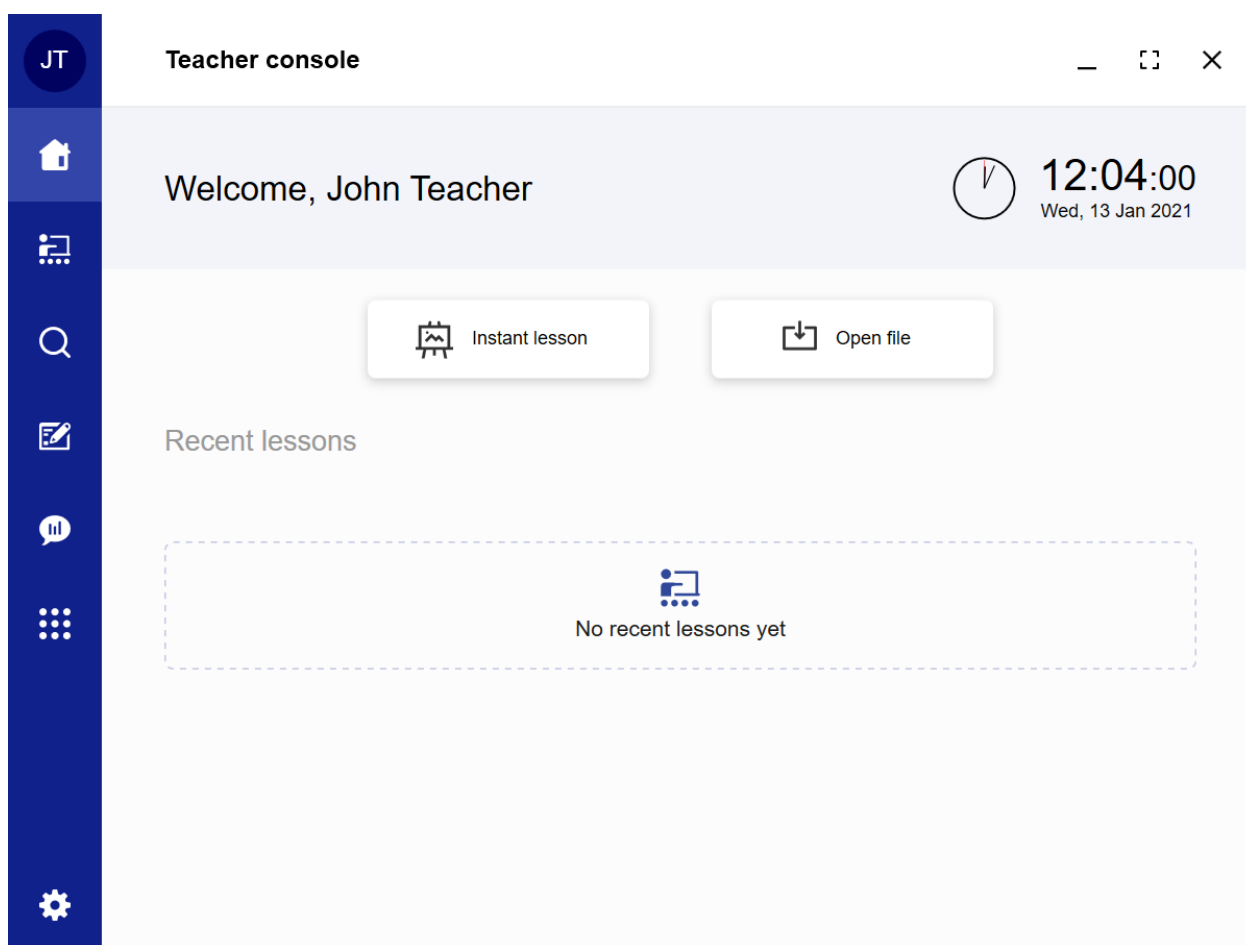 JT
Teacher console
Welcome, John Teacher
12:04:00
Wed, 13 Jan 2021
Instant lesson
Open file
Recent lessons
No recent lessons yet